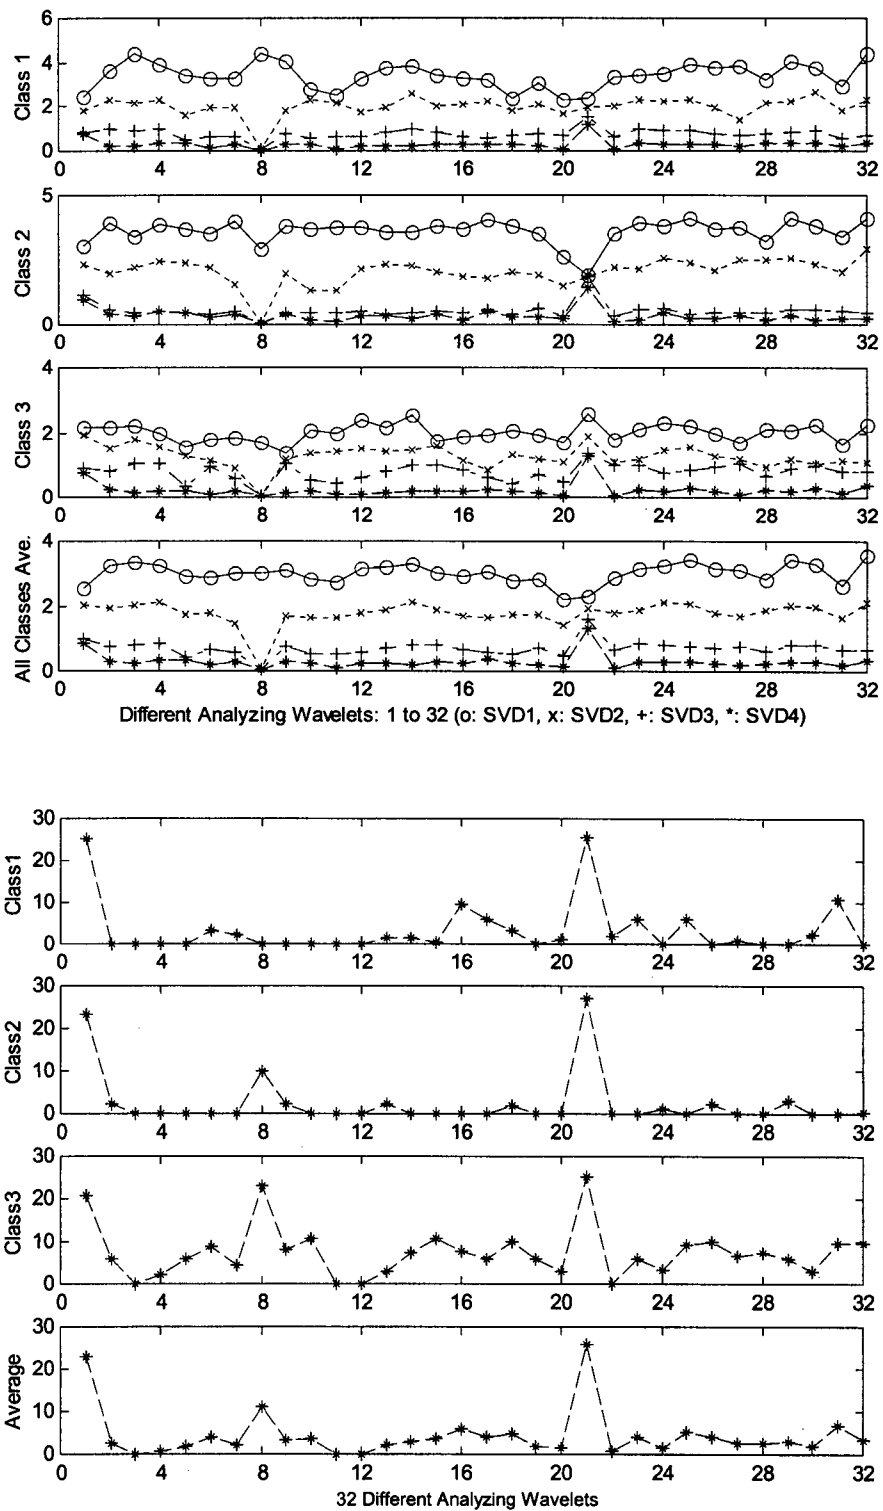 6
4
2
0
Class 1
0 4 8 12 16 20 24 28 32
5
0
Class 2
0 4 8 12 16 20 24 28 32
4
2
0
Class 3
0 4 8 12 16 20 24 28 32
4
2
0
All Classes Ave.
0 4 8 12 16 20 24 28 32
Different Analyzing Wavelets: 1 to 32 (o: SVD1, x: SVD2, +: SVD3, *: SVD4)
30
20
10
0
Class1
0 4 8 12 16 20 24 28 32
30
20
10
0
Class2
0 4 8 12 16 20 24 28 32
30
20
10
0
Class3
0 4 8 12 16 20 24 28 32
30
20
10
0
Average
0 4 8 12 16 20 24 28 32
32 Different Analyzing Wavelets